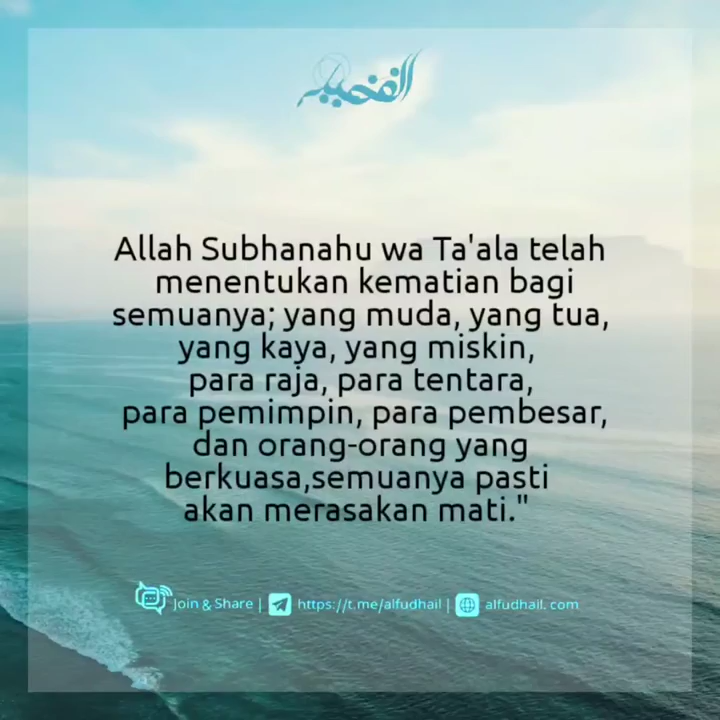 الفضيل
Allah Subhanahu wa Ta'ala telah
menentukan kematian bagi
semuanya; yang muda, yang tua,
yang kaya, yang miskin,
para raja, para tentara,
para pemimpin, para pembesar,
dan orang-orang yang
berkuasa,semuanya pasti
akan merasakan mati."
Join & Share | https://t.me/alfudhail | alfudhail. com